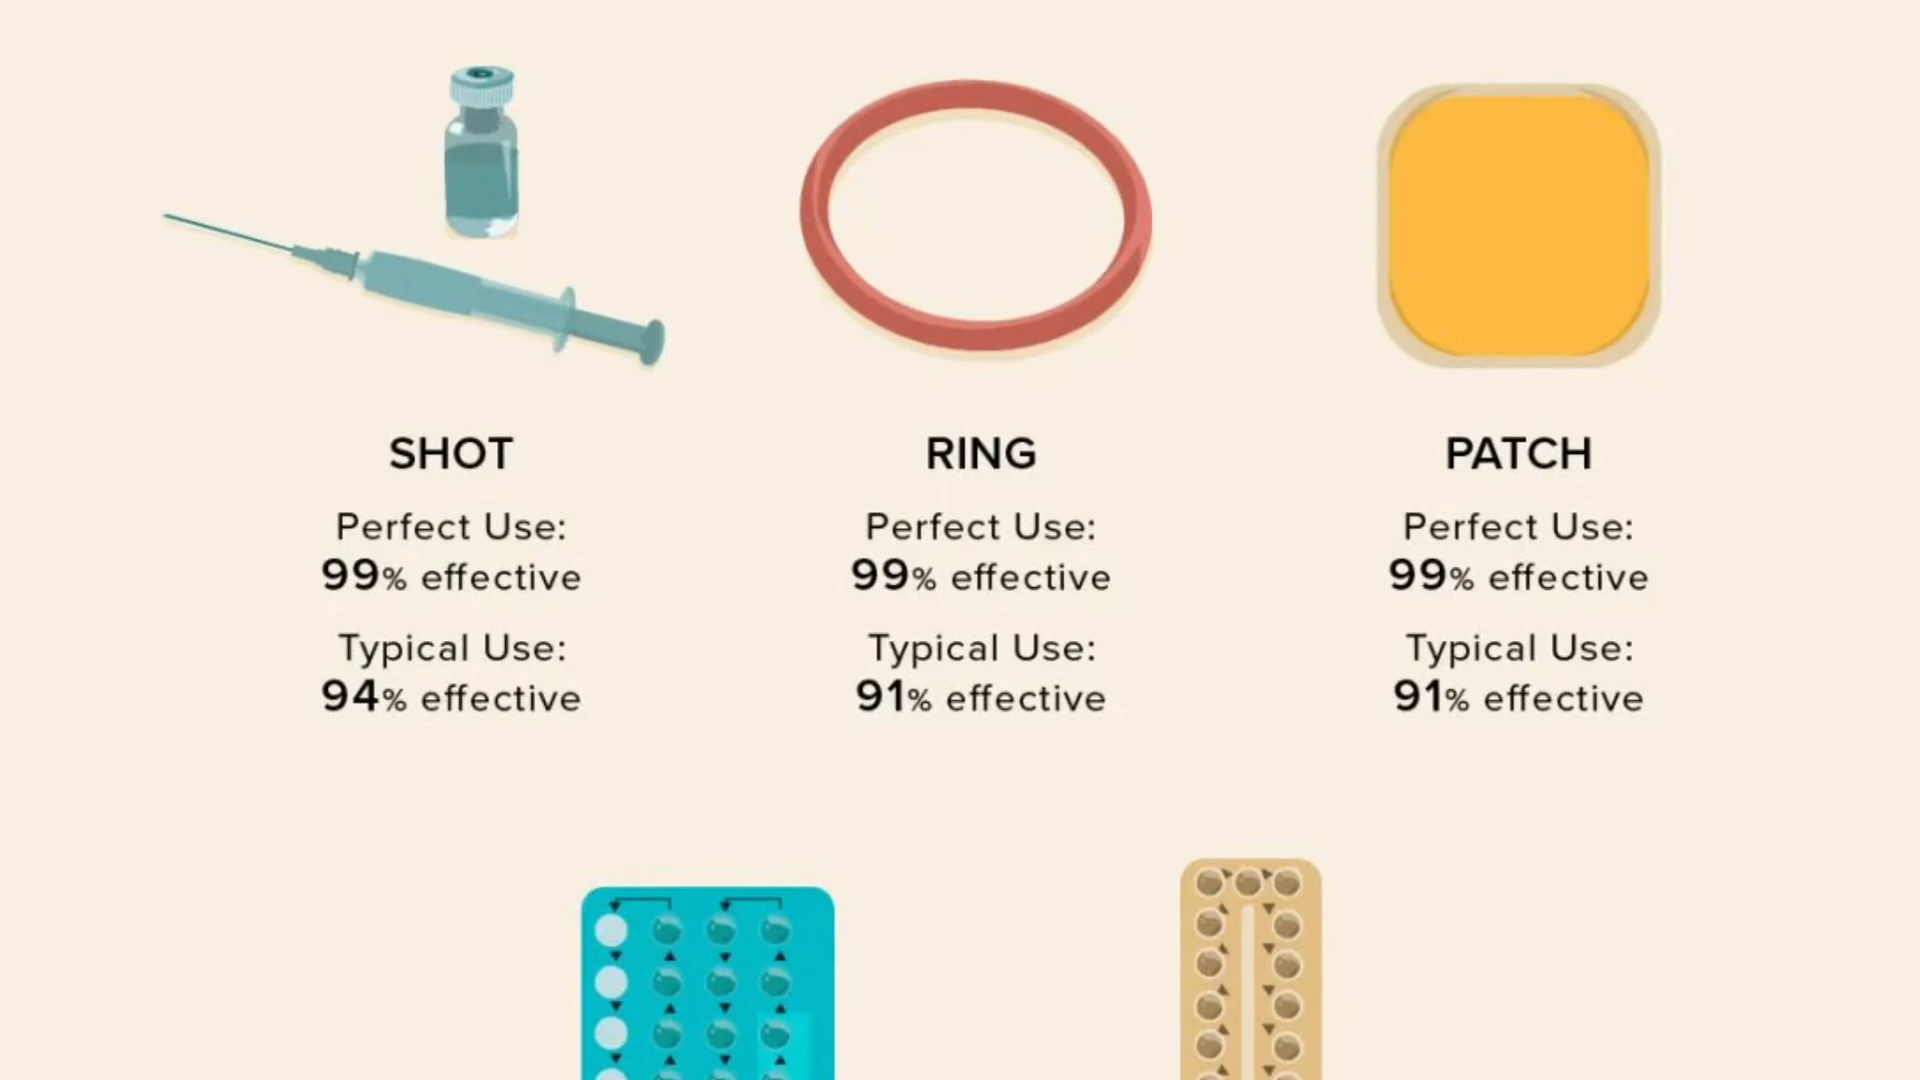 SHOT
Perfect Use:
99% effective
Typical Use:
94% effective
RING
Perfect Use:
99% effective
Typical Use:
91% effective
PATCH
Perfect Use:
99% effective
Typical Use:
91% effective